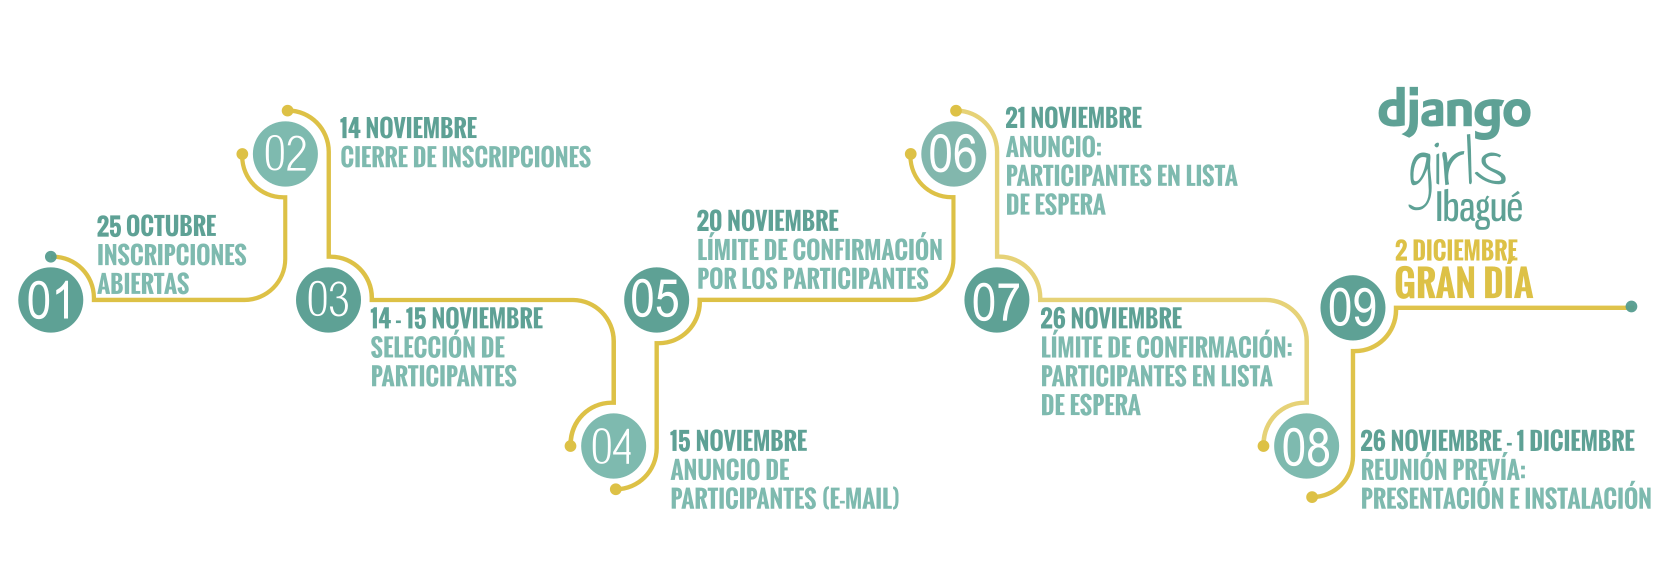 01
25 OCTUBRE
INSCRIPCIONES
ABIERTAS
02
14 NOVIEMBRE
CIERRE DE INSCRIPCIONES
03
14 - 15 NOVIEMBRE
SELECCIÓN DE
PARTICIPANTES
04
15 NOVIEMBRE
ANUNCIO DE
PARTICIPANTES (E-MAIL)
05
20 NOVIEMBRE
LÍMITE DE CONFIRMACIÓN
POR LOS PARTICIPANTES
06
21 NOVIEMBRE
ANUNCIO:
PARTICIPANTES EN LISTA
DE ESPERA
07
26 NOVIEMBRE
LÍMITE DE CONFIRMACIÓN:
PARTICIPANTES EN LISTA
DE ESPERA
08
26 NOVIEMBRE - 1 DICIEMBRE
REUNIÓN PREVÍA:
PRESENTACIÓN E INSTALACIÓN
09
django
girls
Ibagué
2 DICIEMBRE
GRAN DÍA